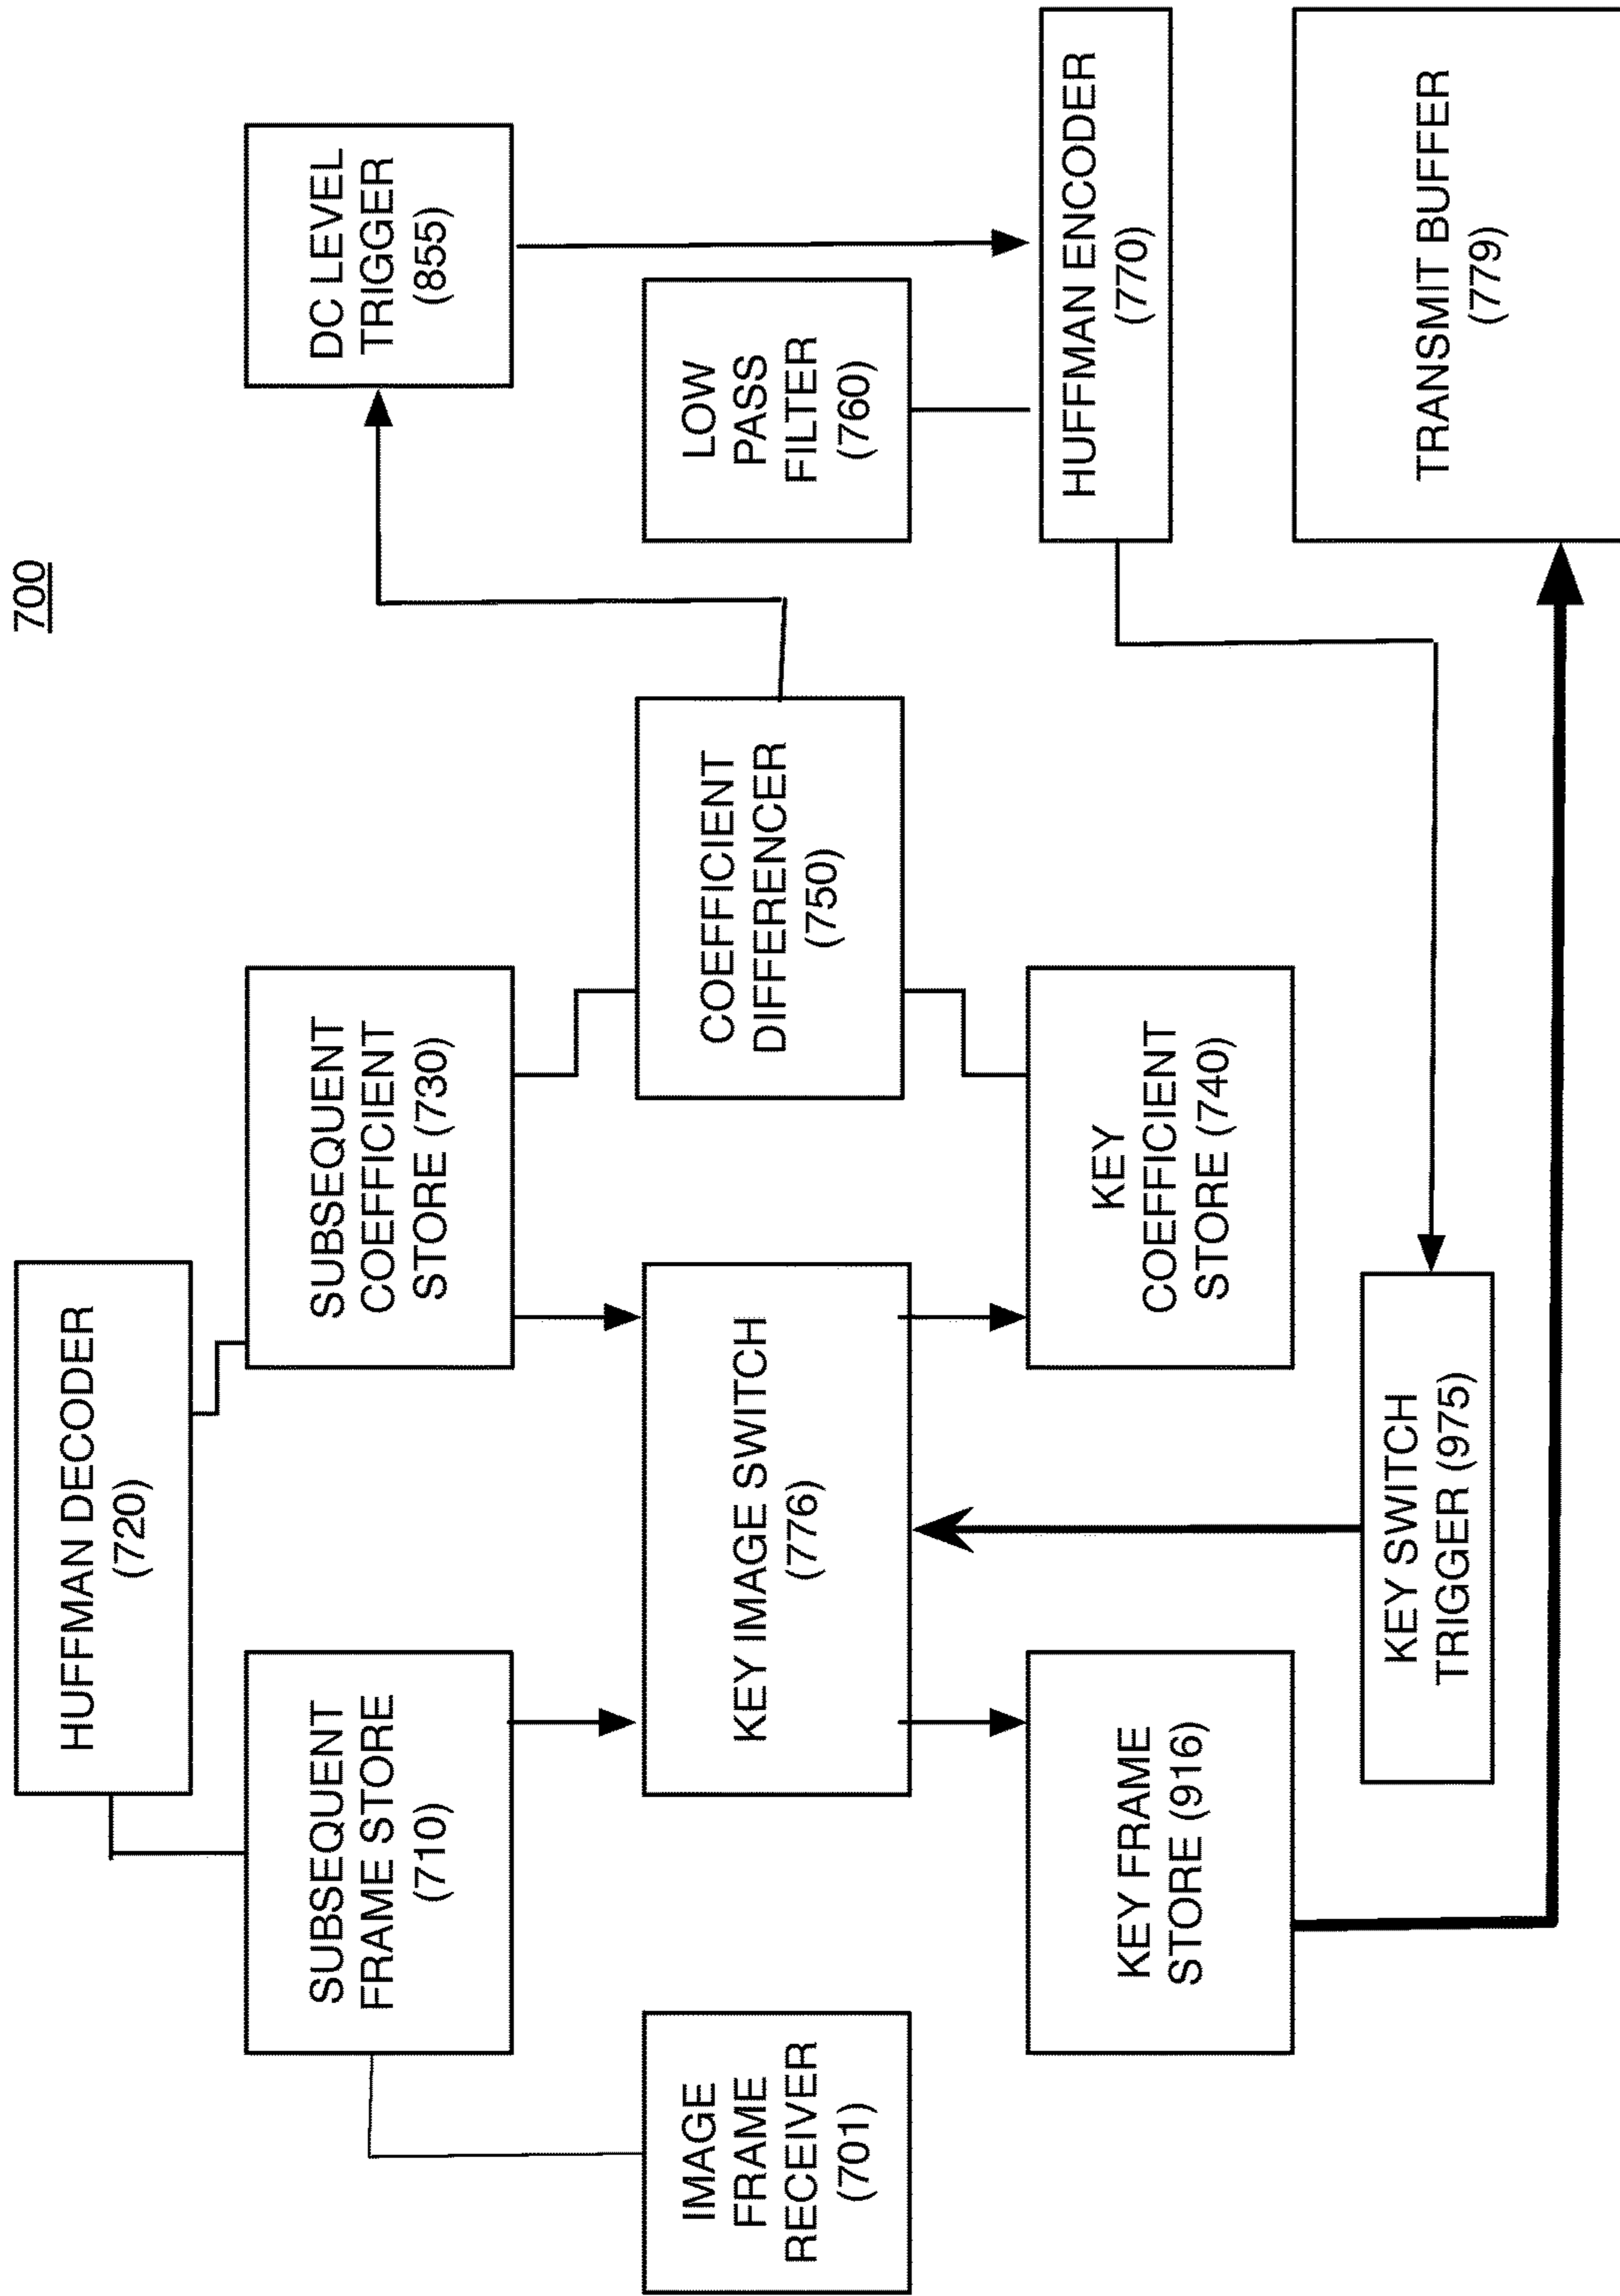 700
HUFFMAN DECODER
(720)
SUBSEQUENT
FRAME STORE
(710)
SUBSEQUENT
COEFFICIENT
STORE (730)
DC LEVEL
TRIGGER
(855)
IMAGE
FRAME
RECEIVER
(701)
KEY IMAGE SWITCH
(776)
COEFFICIENT
DIFFERENCER
(750)
LOW
PASS
FILTER
(760)
KEY FRAME
STORE (916)
KEY
COEFFICIENT
STORE (740)
HUFFMAN ENCODER
(770)
KEY SWITCH
TRIGGER (975)
TRANSMIT BUFFER
(779)